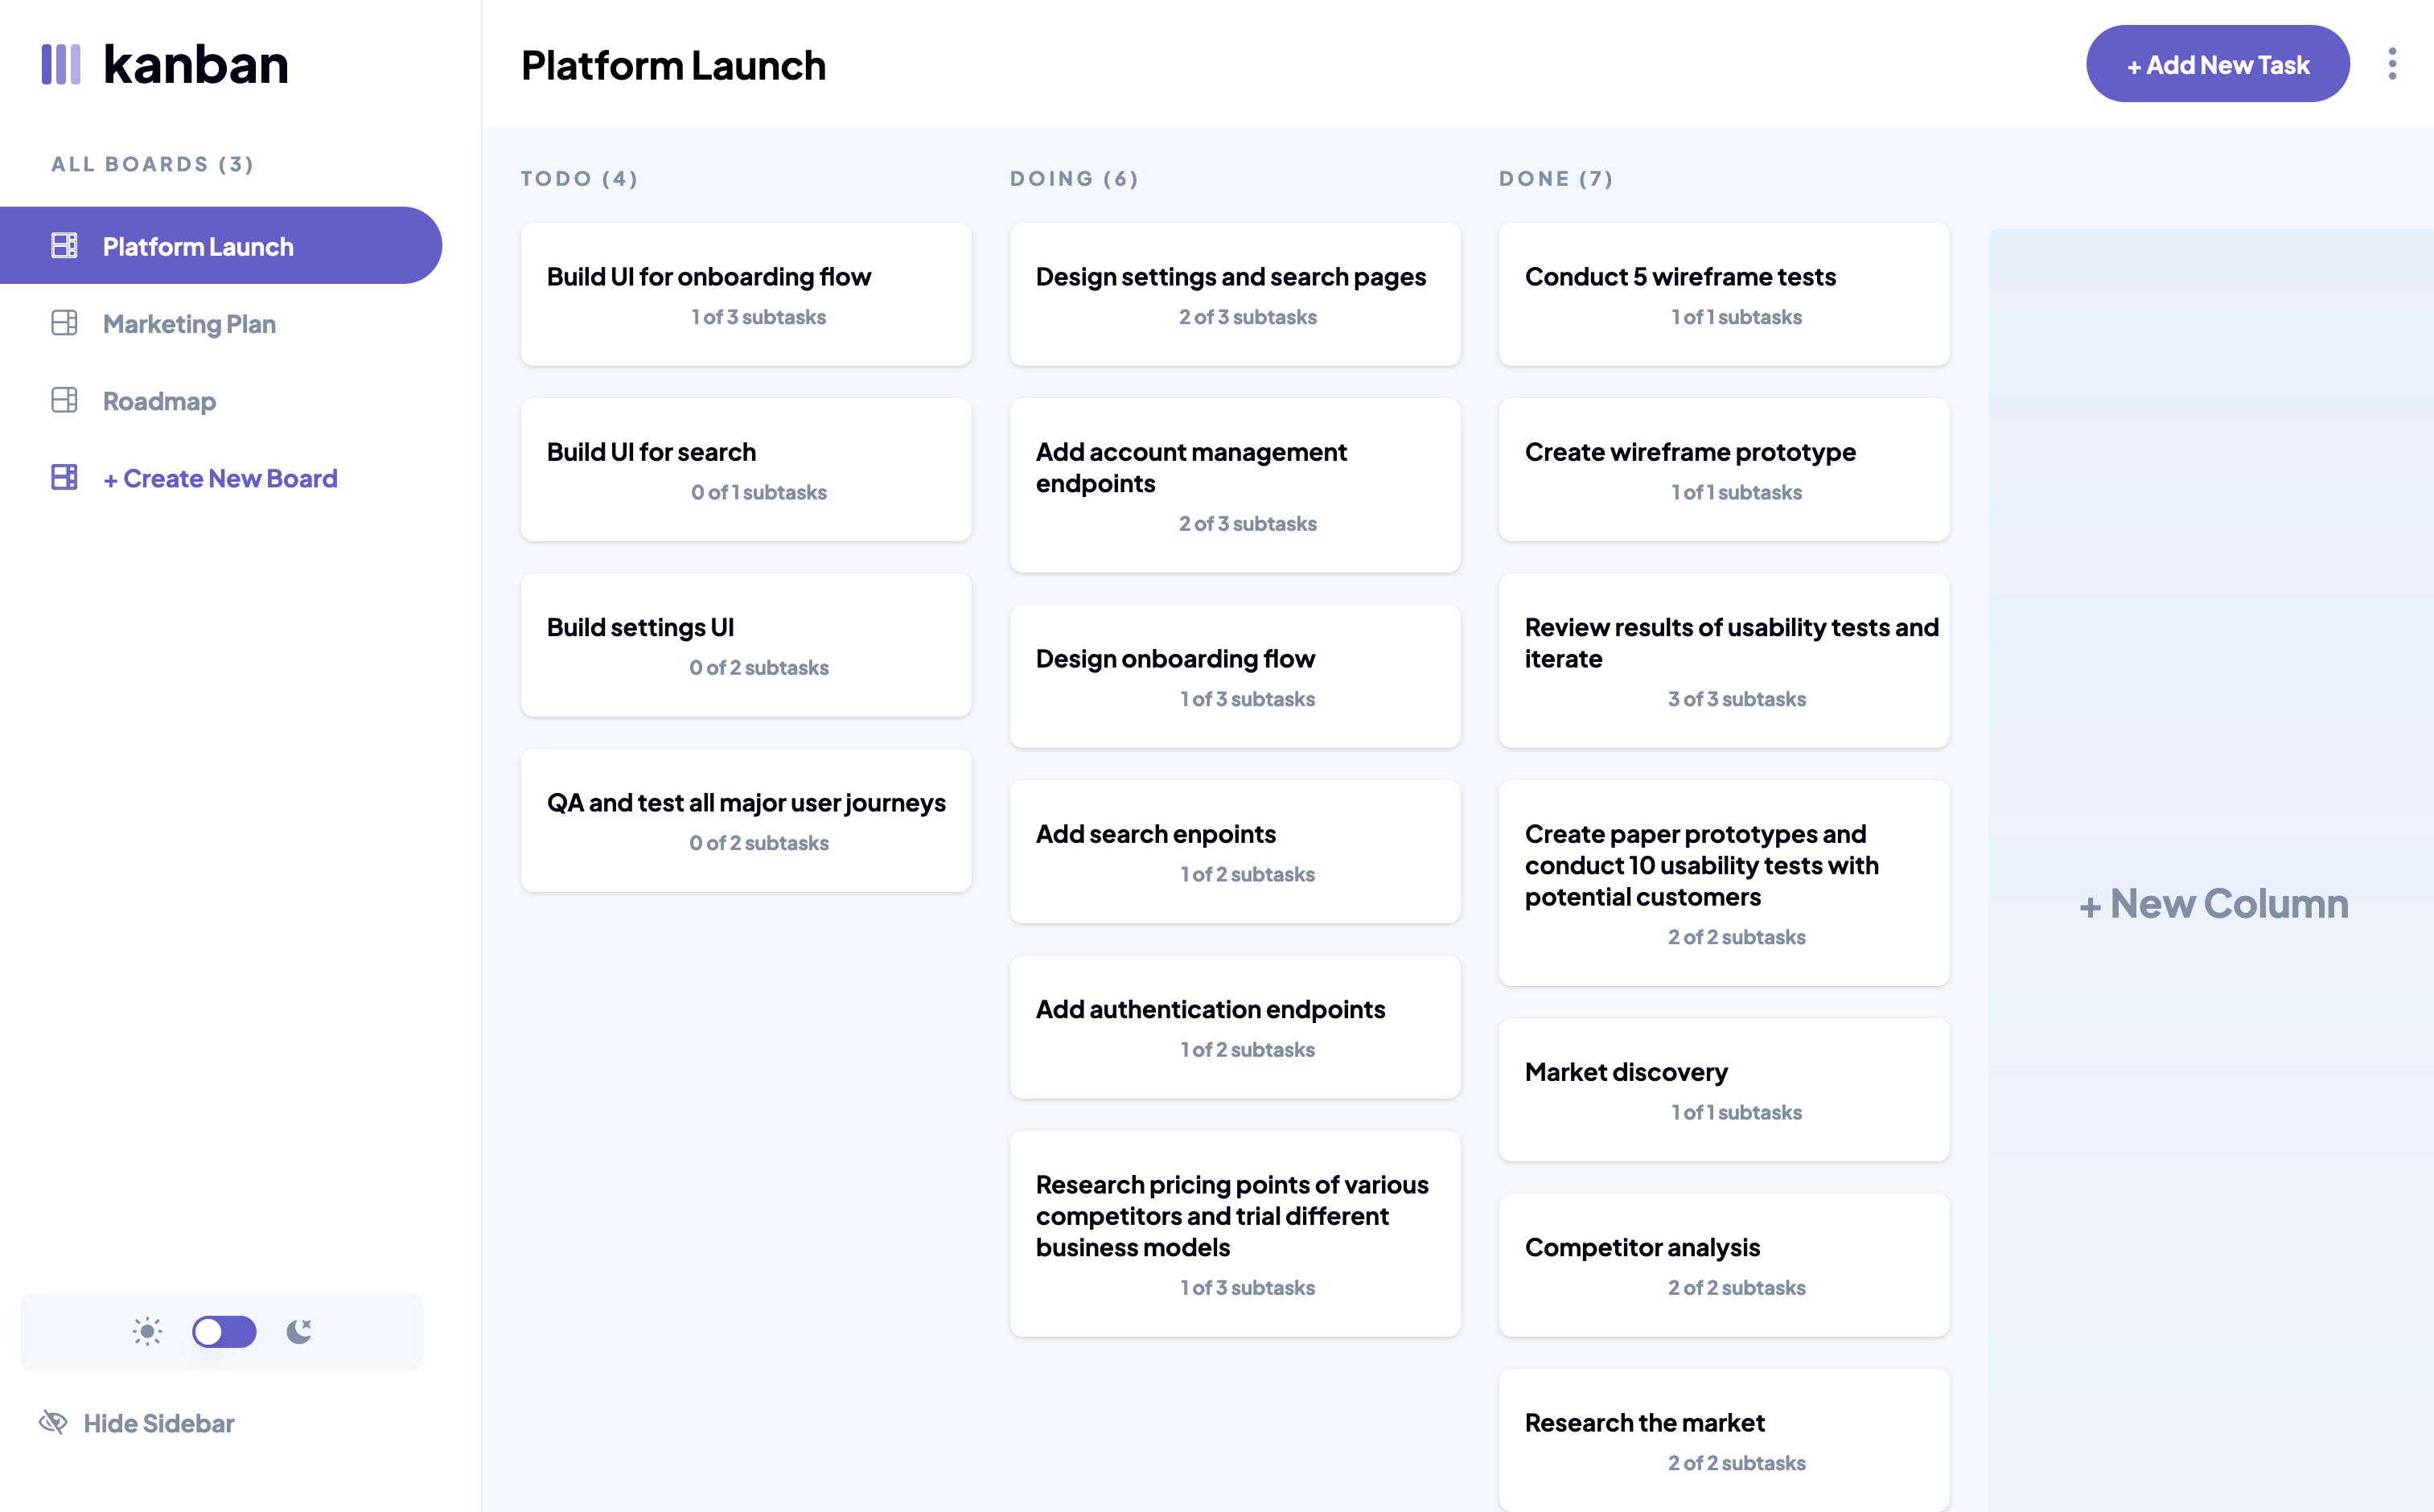 kanban
ALL BOARDS (3)
Platform Launch
Marketing Plan
Roadmap
+ Create New Board
Hide Sidebar
Platform Launch
+ Add New Task
TODO (4)
Build UI for onboarding flow
1 of 3 subtasks
Build UI for search
0 of 1 subtasks
Build settings UI
0 of 2 subtasks
QA and test all major user journeys
0 of 2 subtasks
DOING (6)
Design settings and search pages
2 of 3 subtasks
Add account management
endpoints
2 of 3 subtasks
Design onboarding flow
1 of 3 subtasks
Add search enpoints
1 of 2 subtasks
Add authentication endpoints
1 of 2 subtasks
Research pricing points of various
competitors and trial different
business models
1 of 3 subtasks
DONE (7)
Conduct 5 wireframe tests
1 of 1 subtasks
Create wireframe prototype
1 of 1 subtasks
Review results of usability tests and
iterate
3 of 3 subtasks
Create paper prototypes and
conduct 10 usability tests with
potential customers
2 of 2 subtasks
Market discovery
1 of 1 subtasks
Competitor analysis
2 of 2 subtasks
Research the market
2 of 2 subtasks
+ New Column